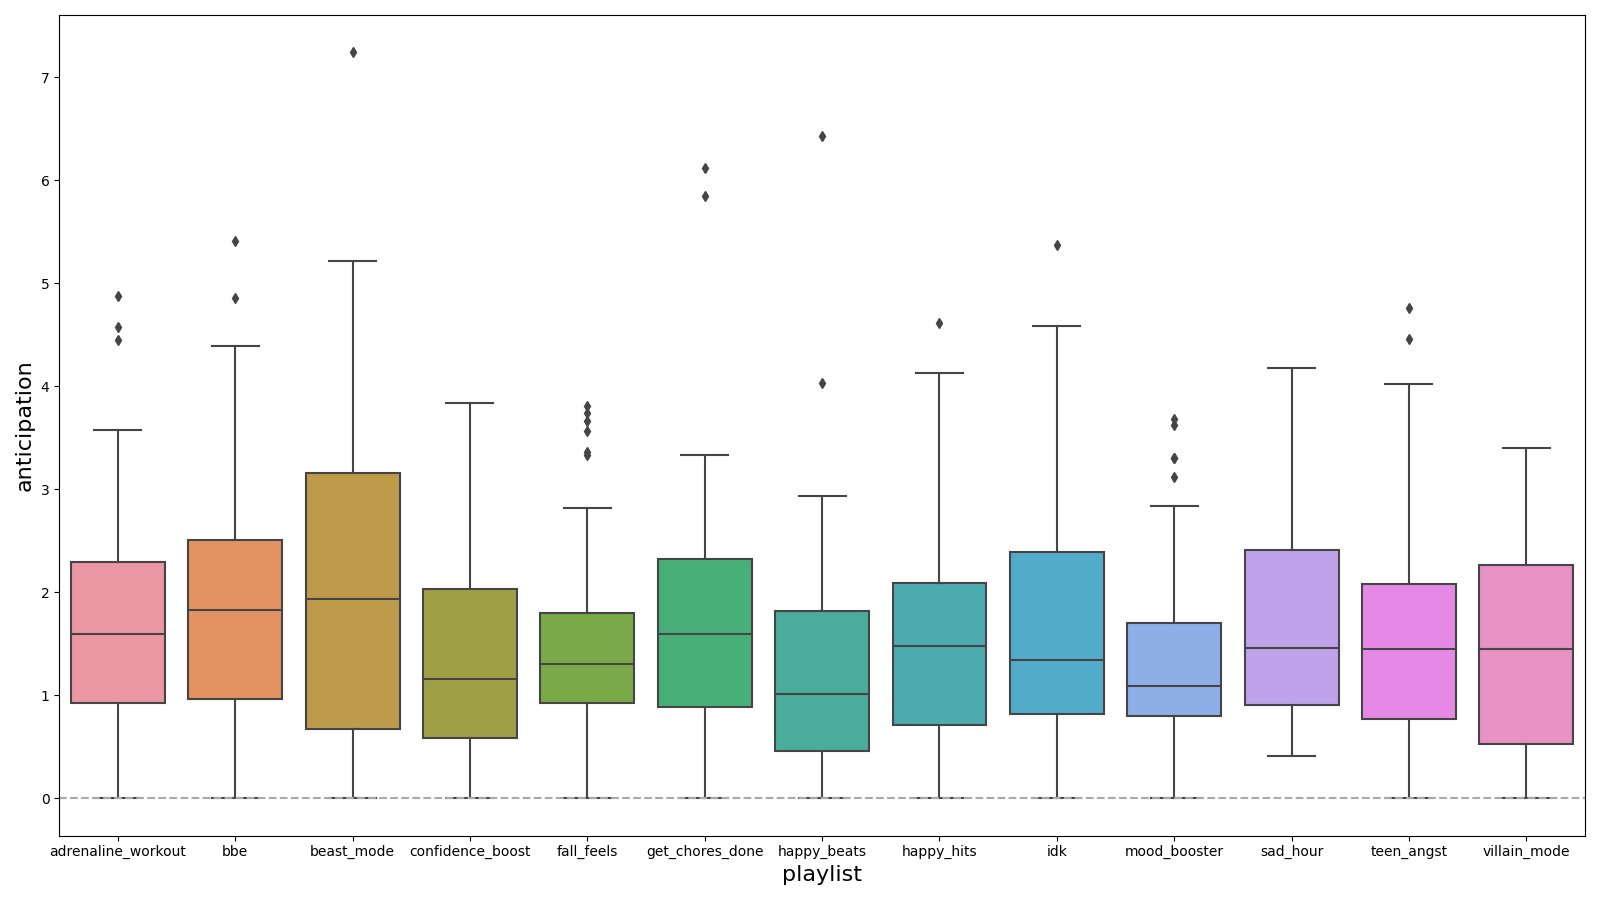 anticipation
7
6
5
4
3
2
1
0
adrenaline_workout bbe beast_mode confidence_boost fall_feels get_chores_done happy_beats happy_hits idk mood_booster sad_hour teen_angst villain_mode
playlist